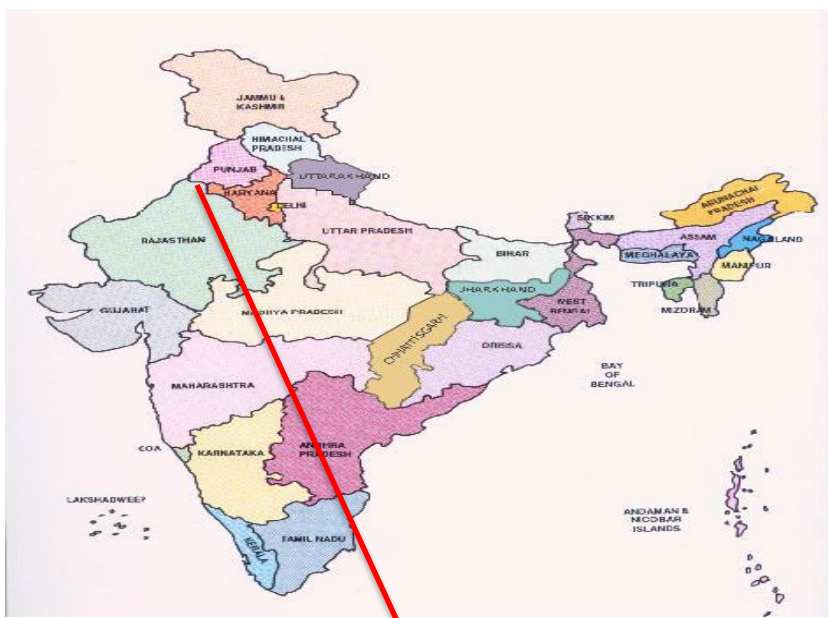 JAMMU &
KASHMIR
HIMACHAL
PRADESH
PUNJAB
UTTARAKHAND
HARYANA
DELHI
ARUNACHAL
PRADESH
SIKKIM
RAJASTHAN
UTTAR PRADESH
ASSAM
NAGALAND
BIHAR
MEGHALAYA
MANIPUR
TRIPURA
JHARKHAND
GUJARAT
MADHYA PRADESH
WEST
BENGAL
MIZORAM
CHHATTISGARH
ORISSA
BAY
OF
BENGAL
MAHARASHTRA
ANDHRA
PRADESH
GOA
KARNATAKA
LAKSHADWEEP
ANDAMAN &
NICOBAR
ISLANDS
KERALA
TAMIL NADU